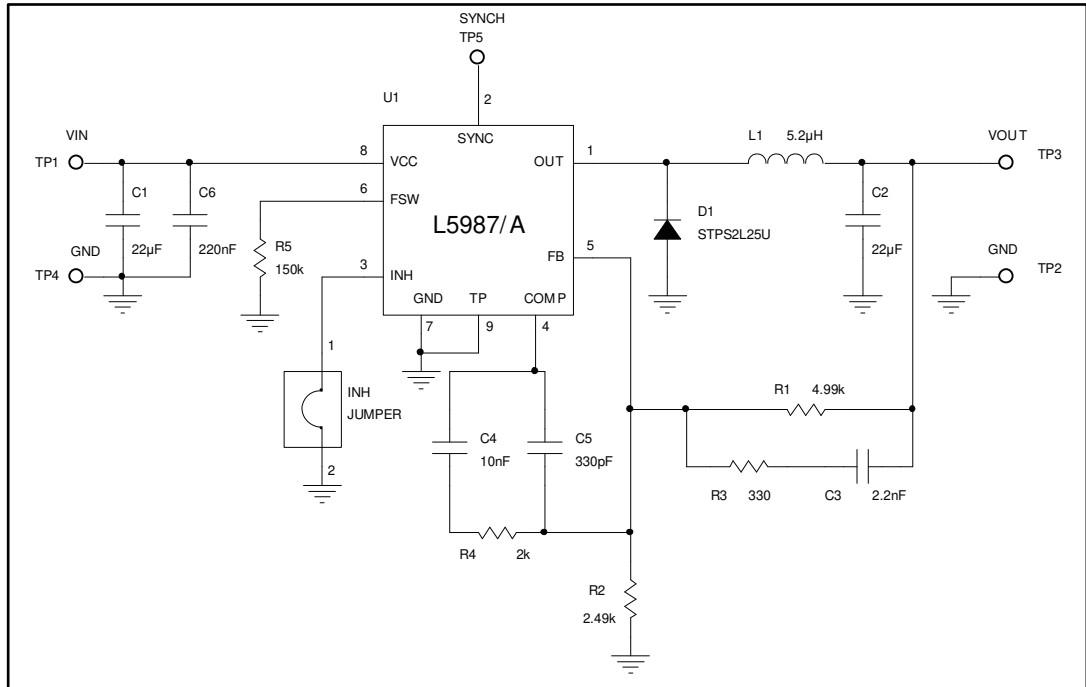 SYNCH
TP5
U1
2
SYNC
VIN
TP1
8
VCC
OUT
1
L1 5.2µH
VOUT
TP3
6
FSW
C1
22µF
C6
220nF
R5
150k
L5987/A
D1
STPS2L25U
C2
22µF
GND
TP4
3
INH
FB
5
GND
TP2
GND
TP
COMP
7
9
4
1
INH
JUMPER
2
C4
10nF
C5
330pF
R1 4.99k
R3 330
C3 2.2nF
R4 2k
R2
2.49k